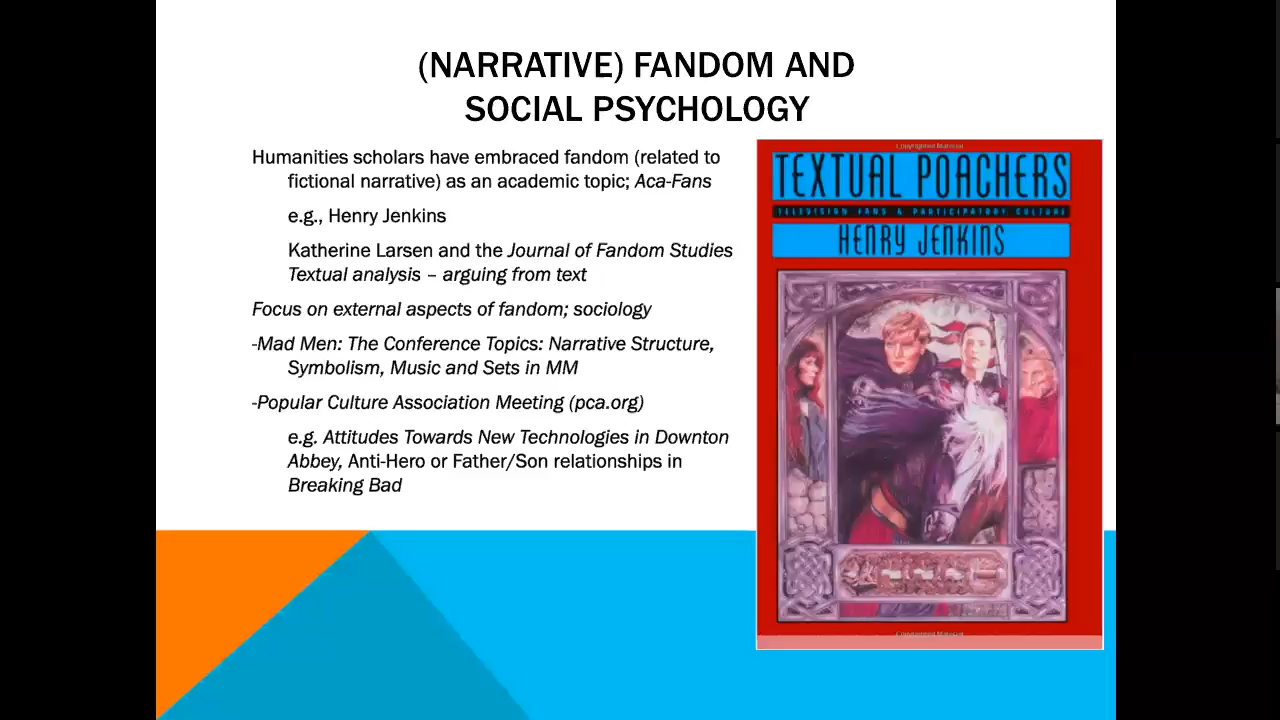 (NARRATIVE) FANDOM AND
SOCIAL PSYCHOLOGY
Humanities scholars have embraced fandom (related to
fictional narrative) as an academic topic; Aca-Fans
e.g., Henry Jenkins
Katherine Larsen and the Journal of Fandom Studies
Textual analysis – arguing from text
Focus on external aspects of fandom; sociology
-Mad Men: The Conference Topics: Narrative Structure,
Symbolism, Music and Sets in MM
-Popular Culture Association Meeting (pca.org)
e.g. Attitudes Towards New Technologies in Downton
Abbey, Anti-Hero or Father/Son relationships in
Breaking Bad
Copyrighted Material
TEXTUAL POACHERS
TELEVISION FANS & PARTICIPATORY CULTURE
HENRY JENKINS
Copyrighted Material